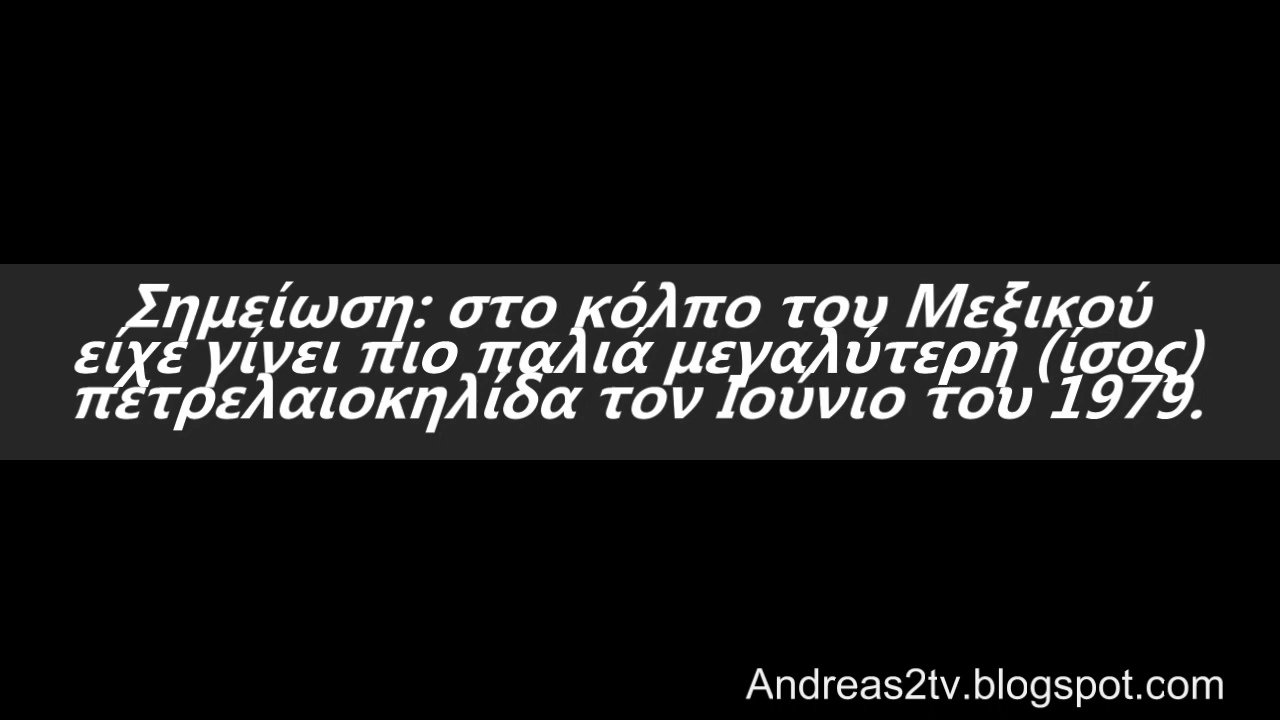 Σημείωση: στο κόλπο του Μεξικού
είχε γίνει πιο παλιά μεγαλύτερη (ίσος)
πετρελαιοκηλίδα τον Ιούνιο του 1979.
Andreas2tv.blogspot.com